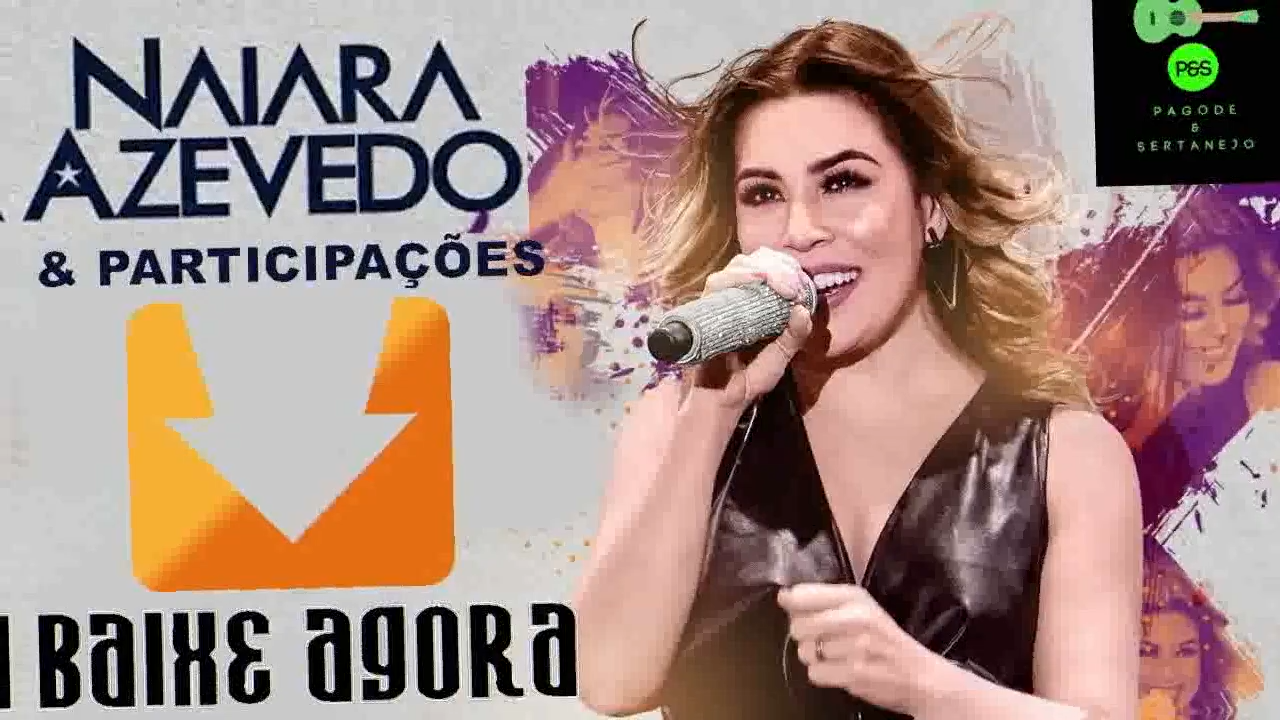 NAIARA
AZEVEDO
& PARTICIPAÇÕES
BAIXE AGORA
P&S
PAGODE
&
SERTANEJO